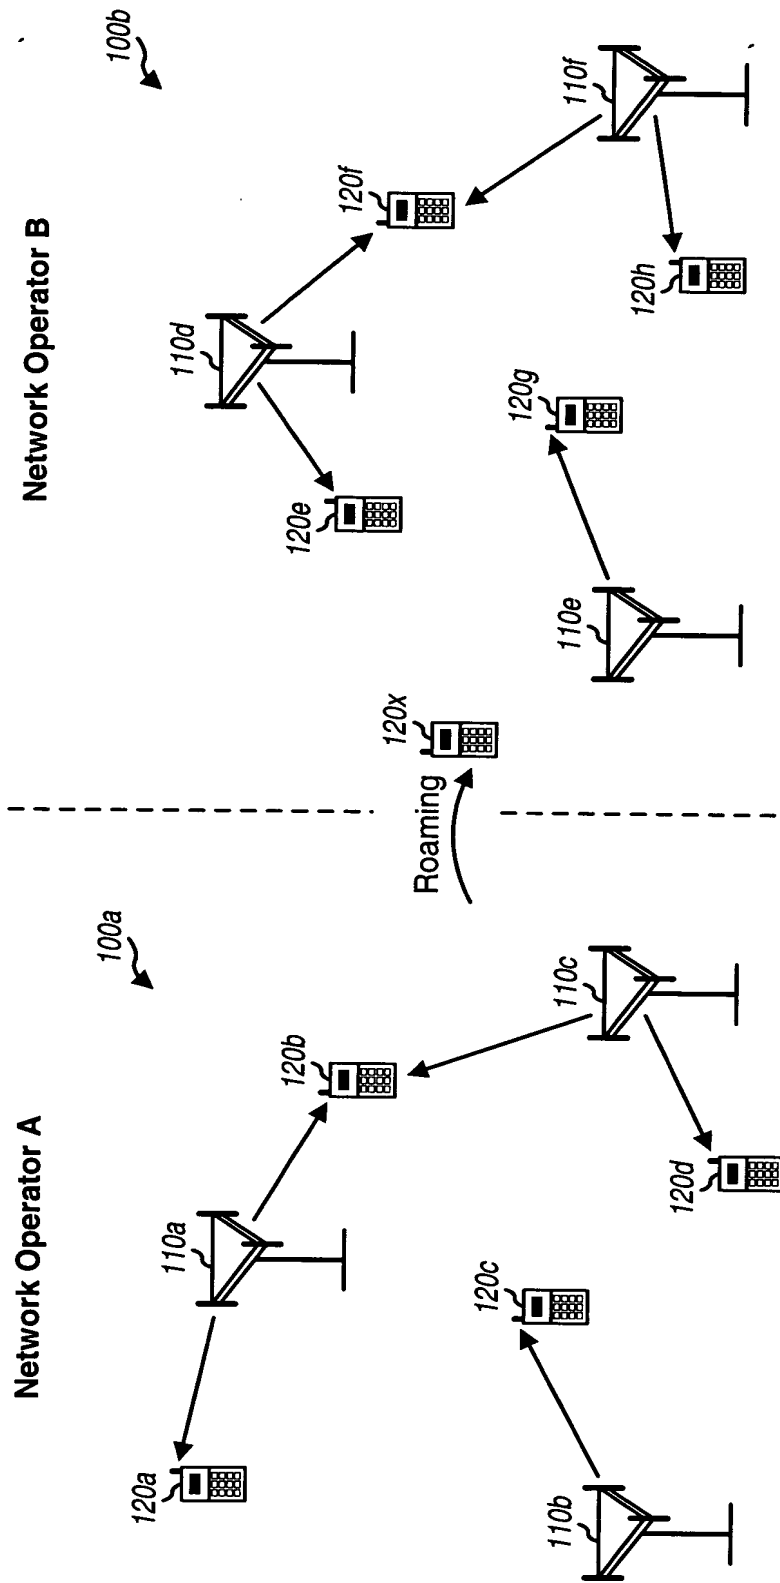 Network Operator A
100a
110a
120a
120b
110b
120c
110c
120d
Roaming
120x
Network Operator B
100b
110d
120e
120f
110e
120g
110f
120h